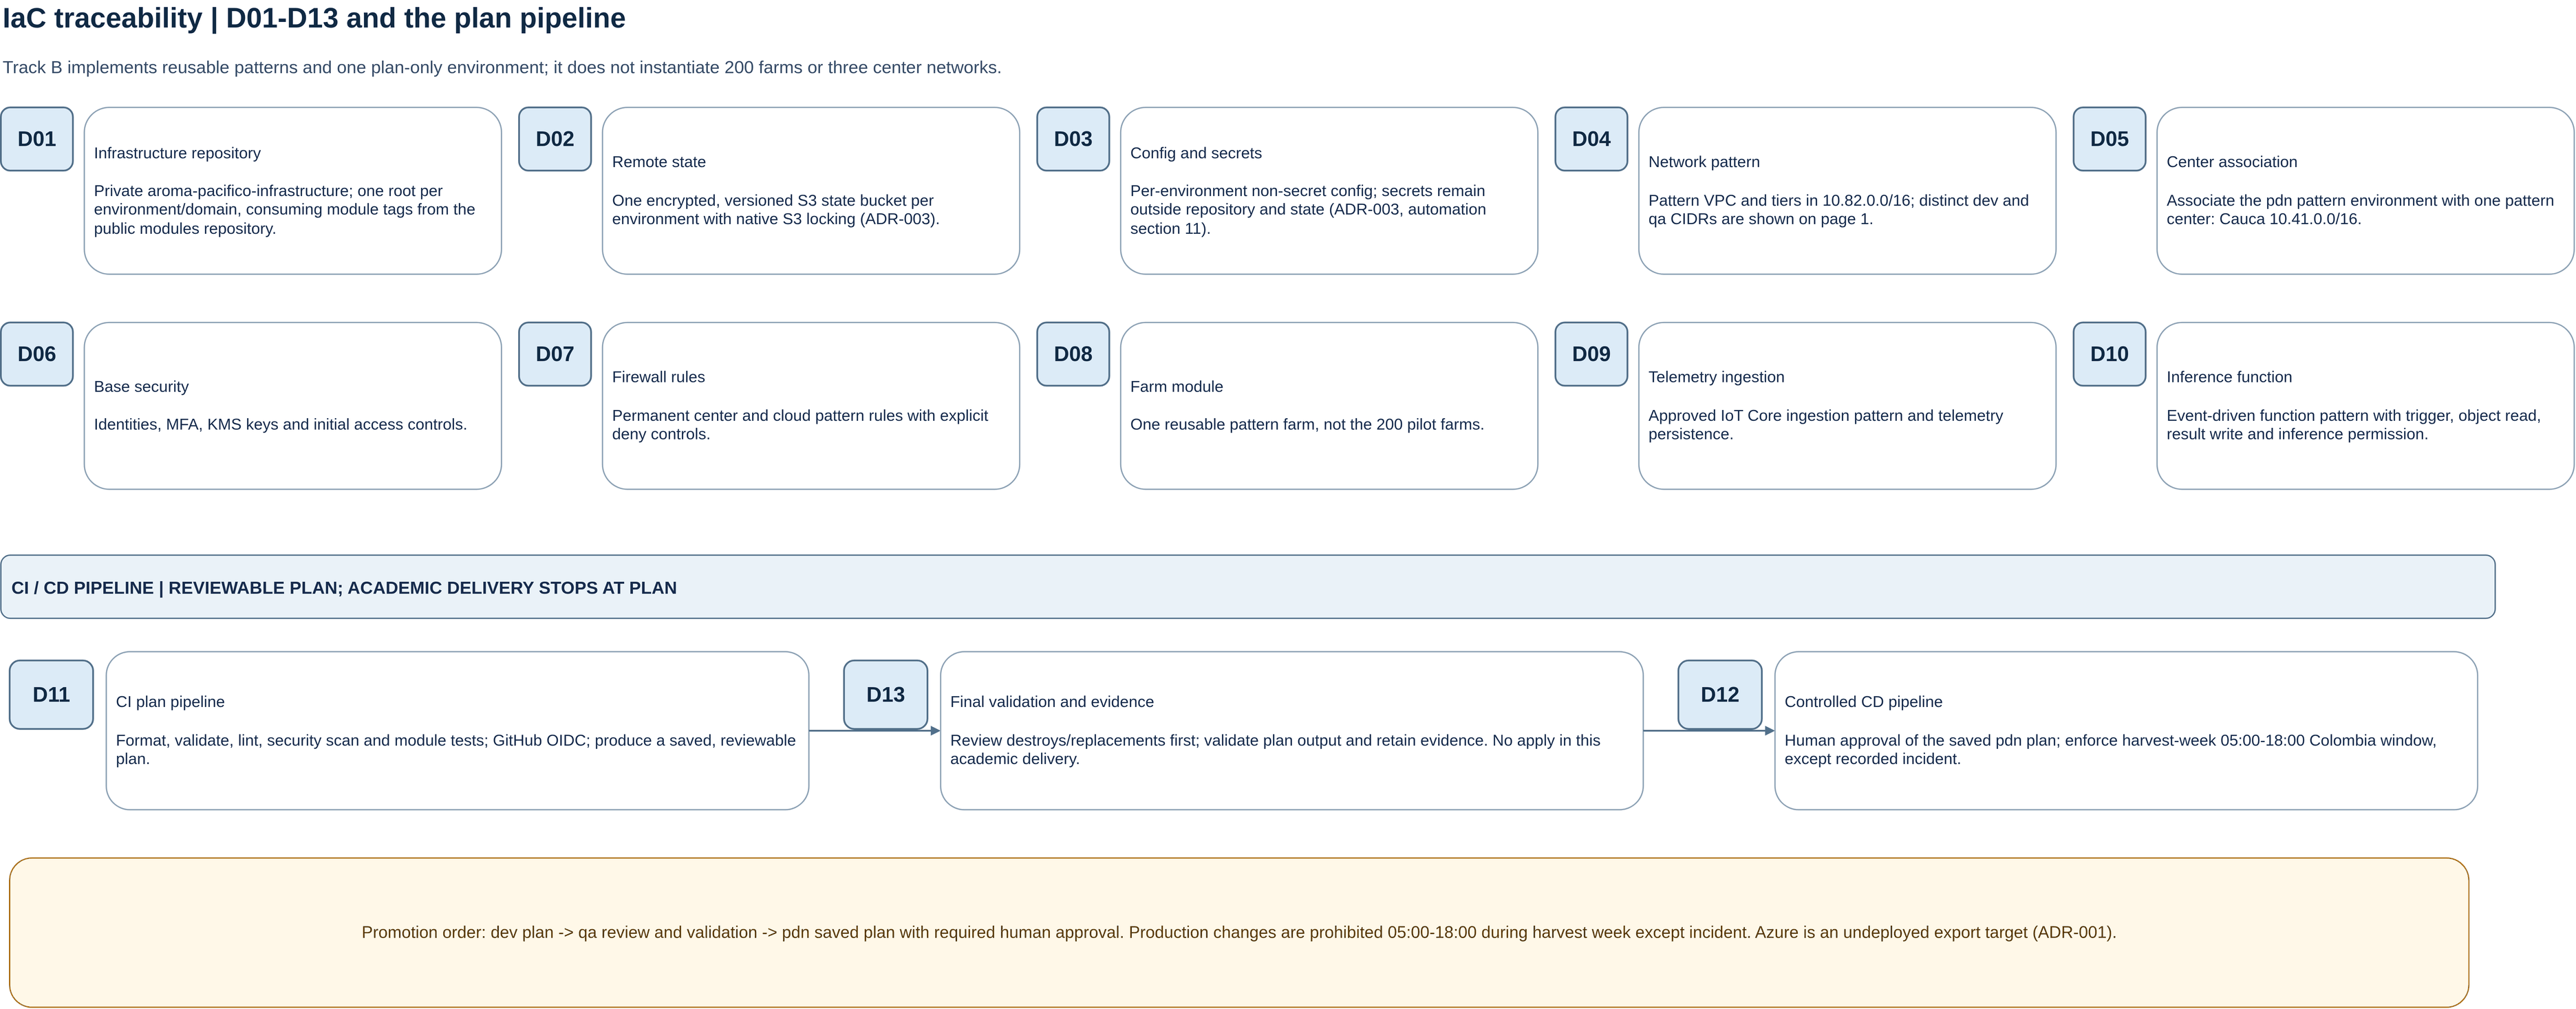 IaC traceability | D01-D13 and the plan pipeline
Track B implements reusable patterns and one plan-only environment; it does not instantiate 200 farms or three center networks.
D01
Infrastructure repository
Private aroma-pacifico-infrastructure; one root per
environment/domain, consuming module tags from the
public modules repository.
D02
Remote state
One encrypted, versioned S3 state bucket per
environment with native S3 locking (ADR-003).
D03
Config and secrets
Per-environment non-secret config; secrets remain
outside repository and state (ADR-003, automation
section 11).
D04
Network pattern
Pattern VPC and tiers in 10.82.0.0/16; distinct dev and
qa CIDRs are shown on page 1.
D05
Center association
Associate the pdn pattern environment with one pattern
center: Cauca 10.41.0.0/16.
D06
Base security
Identities, MFA, KMS keys and initial access controls.
D07
Firewall rules
Permanent center and cloud pattern rules with explicit
deny controls.
D08
Farm module
One reusable pattern farm, not the 200 pilot farms.
D09
Telemetry ingestion
Approved IoT Core ingestion pattern and telemetry
persistence.
D10
Inference function
Event-driven function pattern with trigger, object read,
result write and inference permission.
CI / CD PIPELINE | REVIEWABLE PLAN; ACADEMIC DELIVERY STOPS AT PLAN
D11
CI plan pipeline
Format, validate, lint, security scan and module tests; GitHub OIDC; produce a saved, reviewable
plan.
D13
Final validation and evidence
Review destroys/replacements first; validate plan output and retain evidence. No apply in this
academic delivery.
D12
Controlled CD pipeline
Human approval of the saved pdn plan; enforce harvest-week 05:00-18:00 Colombia window,
except recorded incident.
Promotion order: dev plan -> qa review and validation -> pdn saved plan with required human approval. Production changes are prohibited 05:00-18:00 during harvest week except incident. Azure is an undeployed export target (ADR-001).